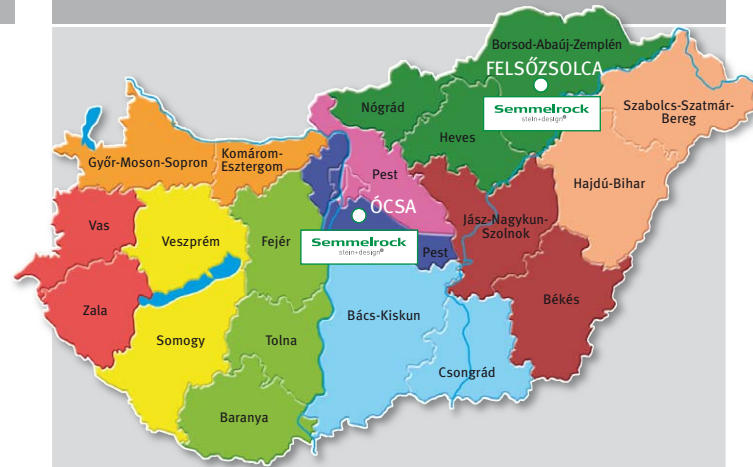 Borsod-Abaúj-Zemplén
FELSŐZSOLCA
Semmelrock
stein+design®
Nógrád
Heves
Szabolcs-Szatmár-
Bereg
Hajdú-Bihar
Győr-Moson-Sopron
Komárom-
Esztergom
Pest
Vas
Veszprém
Fejér
ÓCSA
Semmelrock
stein+design®
Pest
Jász-Nagykun-
Szolnok
Zala
Somogy
Tolna
Bács-Kiskun
Békés
Csongrád
Baranya